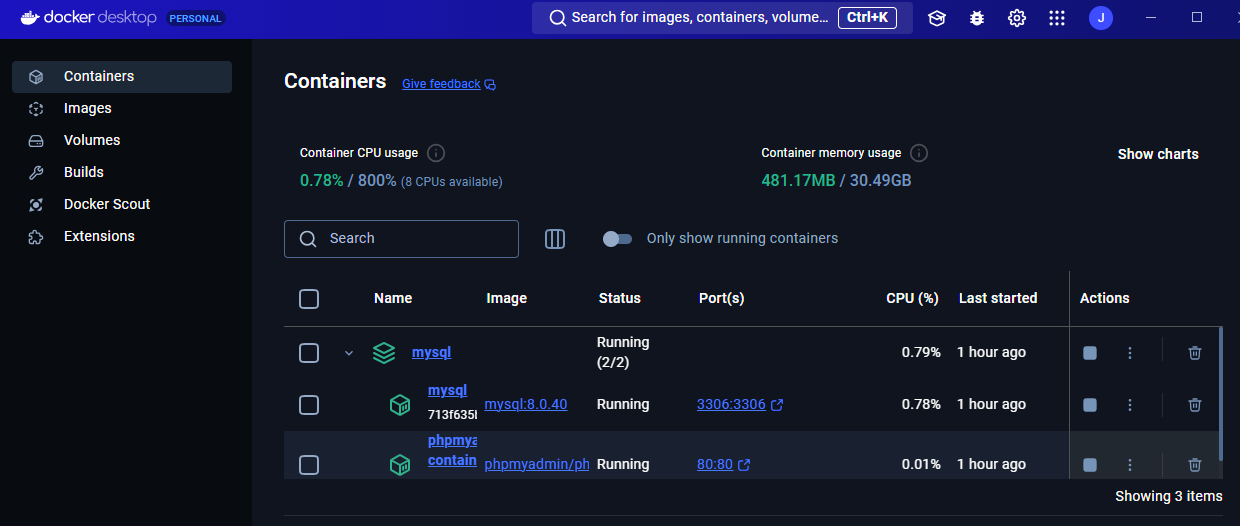 docker desktop PERSONAL
Search for images, containers, volume... Ctrl+K
J
Containers
Images
Volumes
Builds
Docker Scout
Extensions
Containers Give feedback
Container CPU usage
0.78% / 800% (8 CPUs available)
Container memory usage
481.17MB / 30.49GB
Show charts
Search
Only show running containers
Name Image Status Port(s) CPU (%) Last started Actions
mysql Running (2/2) 0.79% 1 hour ago
mysql
713f635 mysql:8.0.40 Running 3306:3306 0.78% 1 hour ago
phpmya
contain phpmyadmin/ph Running 80:80 0.01% 1 hour ago
Showing 3 items